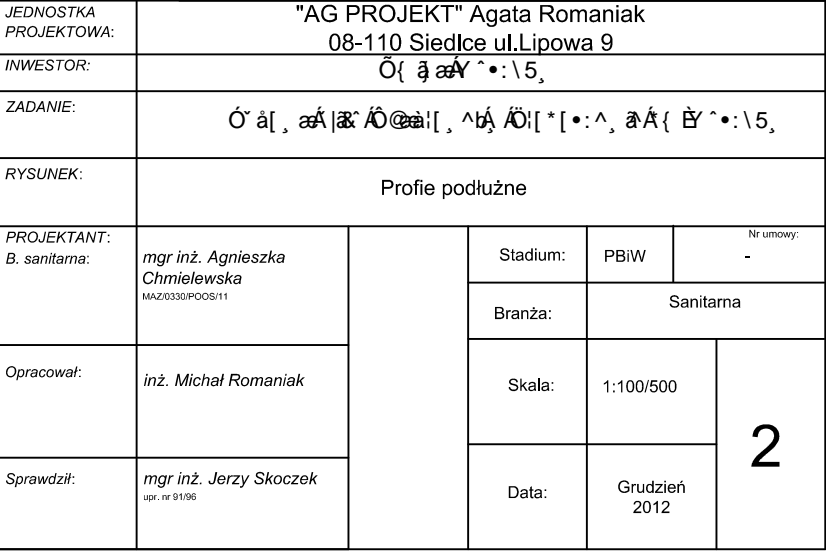 JEDNOSTKA
PROJEKTOWA:
"AG PROJEKT" Agata Romaniak
08-110 Siedlce ul.Lipowa 9
INWESTOR:
ZADANIE:
RYSUNEK:
Profie podłużne
PROJEKTANT:
B. sanitarna:
mgr inż. Agnieszka
Chmielewska
MAZ/0330/POOS/11
Stadium:
PBiW
Nr umowy:
-
Branża:
Sanitarna
Opracował:
inż. Michał Romaniak
Skala:
1:100/500
2
Sprawdził:
mgr inż. Jerzy Skoczek
upr. nr 91/96
Data:
Grudzień
2012